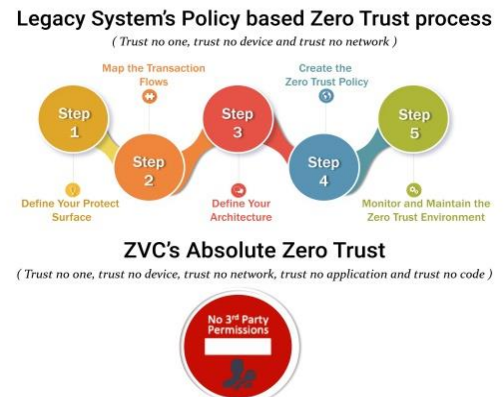 Legacy System's Policy based Zero Trust process
( Trust no one, trust no device and trust no network )
Map the Transaction
Flows
Create the
Zero Trust Policy
Step
1
Step
2
Step
3
Step
4
Step
5
Define Your Protect
Surface
Define Your
Architecture
Monitor and Maintain the
Zero Trust Environment
ZVC's Absolute Zero Trust
( Trust no one, trust no device, trust no network, trust no application and trust no code )
No 3rd Party
Permissions